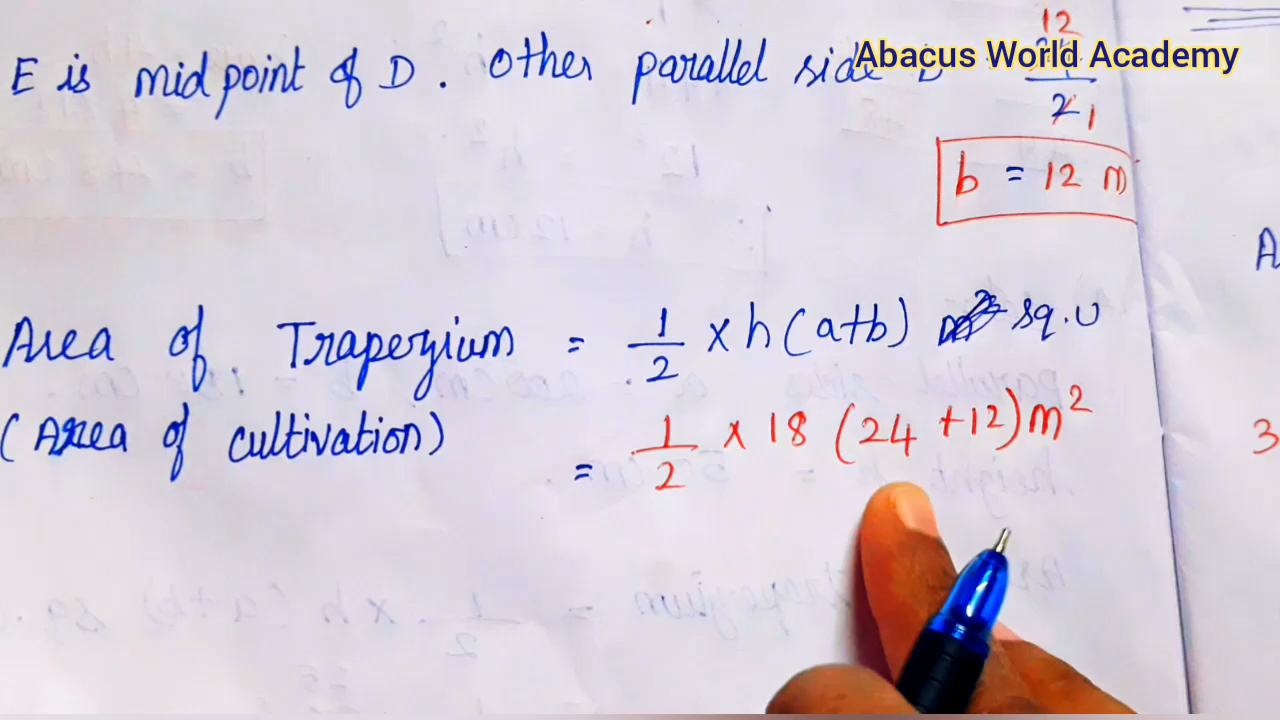 Abacus World Academy
12
E is midpoint of D. Other parallel side
2 1
b = 12 m
Area of Trapezium = 1/2 x h (a+b) sq.u
(Area of cultivation) = 1/2 x 18 (24 +12) m²
A
3